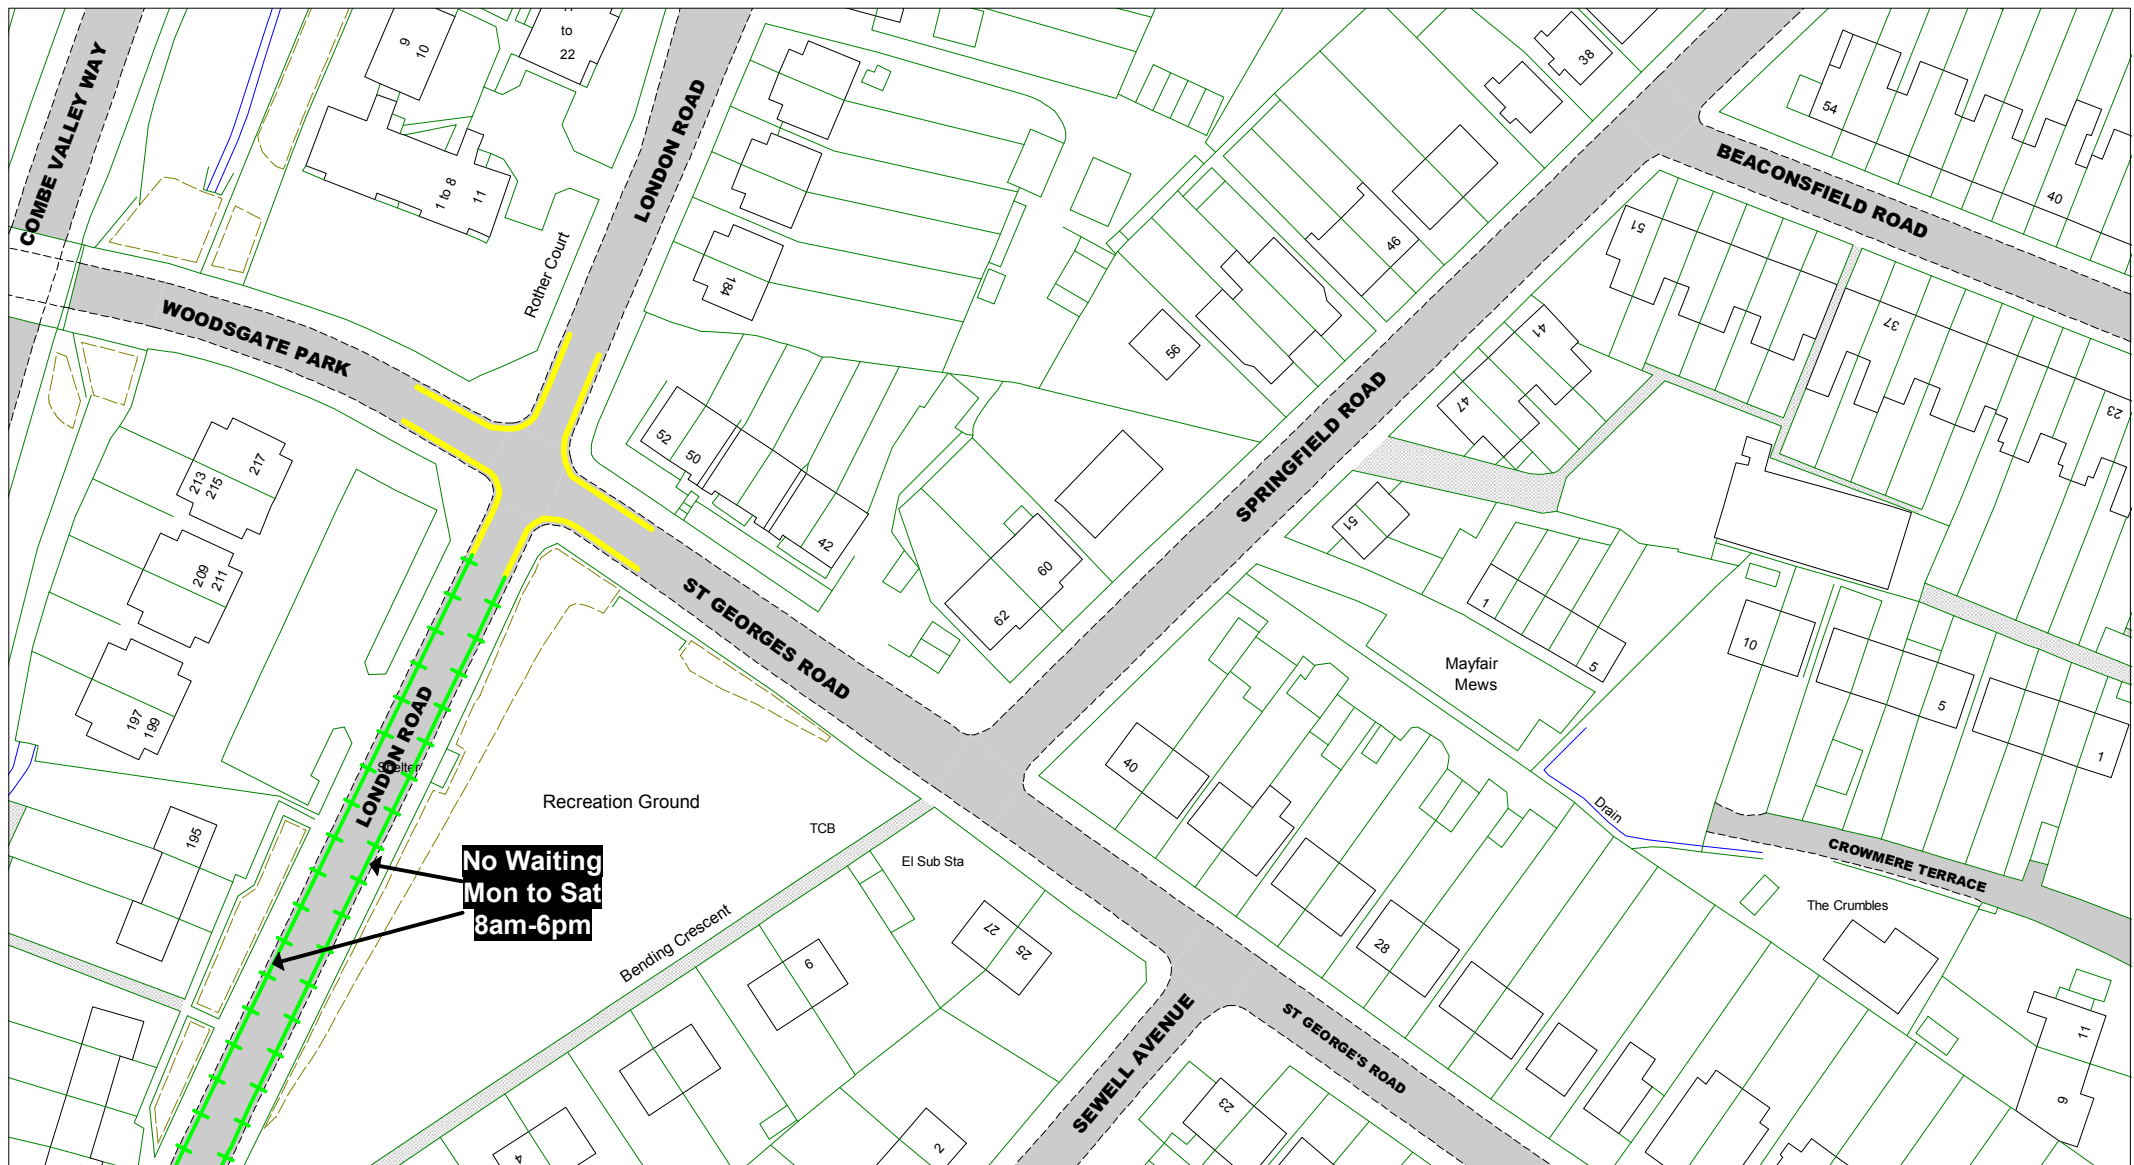 COMBE VALLEY WAY
9
10
to
22
LONDON ROAD
38
54
BEACONSFIELD ROAD
40
1 to 8
11
Rother Court
184
46
51
37
23
WOODSGATE PARK
41
47
SPRINGFIELD ROAD
52
50
42
217
213
215
209
211
197
199
195
51
60
62
ST GEORGES ROAD
1
5
Mayfair
Mews
10
5
1
40
LONDON ROAD
Shelter
Recreation Ground
TCB
El Sub Sta
Drain
CROWMERE TERRACE
The Crumbles
No Waiting
Mon to Sat
8am-6pm
Bending Crescent
27
25
28
SEWELL AVENUE
ST GEORGE'S ROAD
11
23
2
4